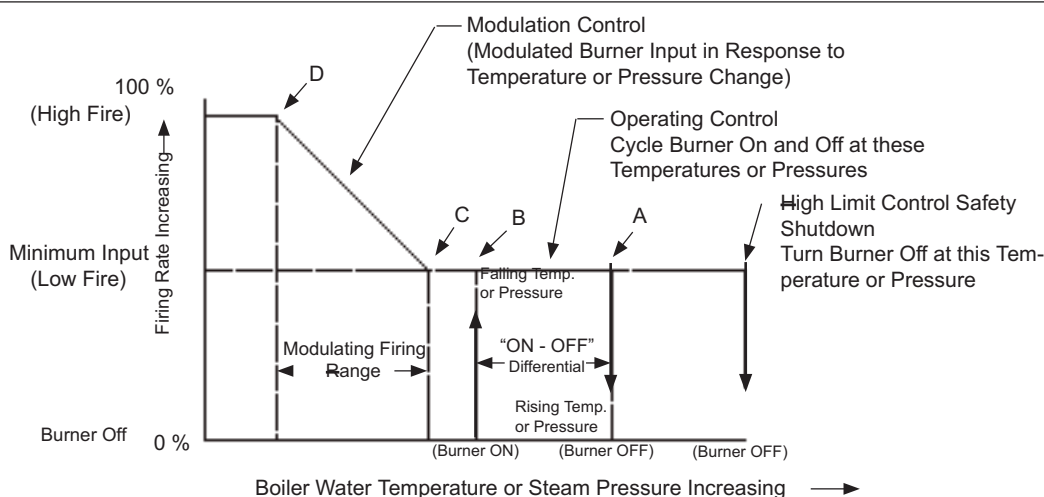 Modulation Control
(Modulated Burner Input in Response to
Temperature or Pressure Change)
D
100 %
(High Fire)
Operating Control
Cycle Burner On and Off at these
Temperatures or Pressures
Firing Rate Increasing
High Limit Control Safety
Shutdown
Turn Burner Off at this Tem-
perature or Pressure
C
B
A
Minimum Input
(Low Fire)
Falling Temp.
or Pressure
Modulating Firing
Range
“ON - OFF”
Differential
Rising Temp.
or Pressure
Burner Off
0 %
(Burner ON)
(Burner OFF)
(Burner OFF)
Boiler Water Temperature or Steam Pressure Increasing